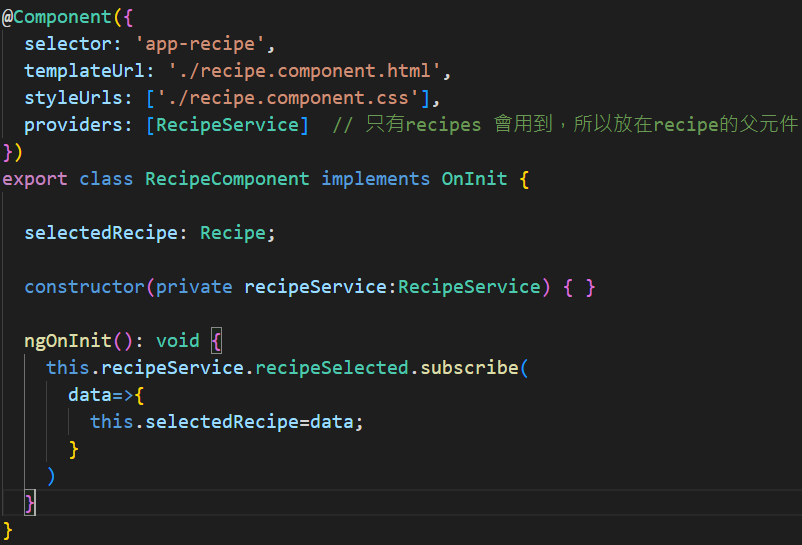 @Component({
  selector: 'app-recipe',
  templateUrl: './recipe.component.html',
  styleUrls: ['./recipe.component.css'],
  providers: [RecipeService]  // 只有recipes 會用到，所以放在recipe的父元件
})
export class RecipeComponent implements OnInit {
  selectedRecipe: Recipe;
  constructor(private recipeService:RecipeService) { }
  ngOnInit(): void {
    this.recipeService.recipeSelected.subscribe(
      data=>{
        this.selectedRecipe=data;
      }
    )
  }
}